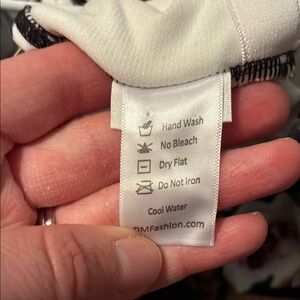 Hand Wash
No Bleach
Dry Flat
Do Not Iron
Cool Water
DMFashion.com